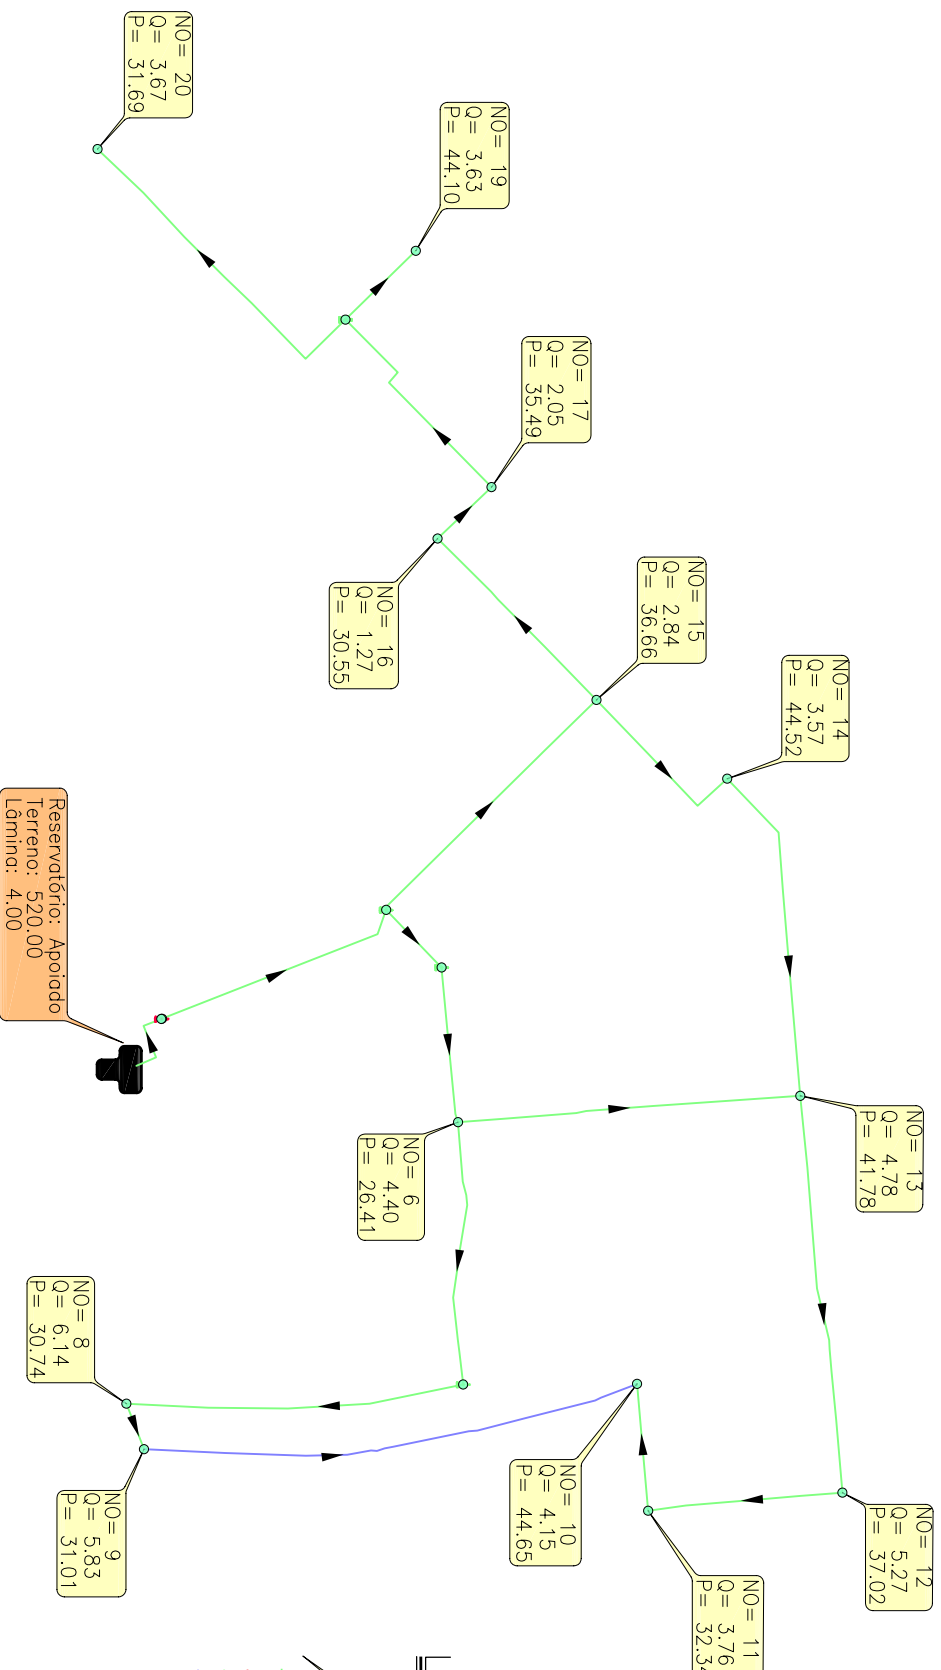 NO= 20
Q= 3.67
P= 31.69
NO= 19
Q= 3.63
P= 44.10
NO= 17
Q= 2.05
P= 35.49
NO= 16
Q= 1.27
P= 30.55
NO= 15
Q= 2.84
P= 36.66
NO= 14
Q= 3.57
P= 44.52
Reservatório: Apoiado
Terreno: 520.00
Lâmina: 4.00
NO= 13
Q= 4.78
P= 41.78
NO= 6
Q= 4.40
P= 26.41
NO= 8
Q= 6.14
P= 30.74
NO= 9
Q= 5.83
P= 31.01
NO= 10
Q= 4.15
P= 44.65
NO= 12
Q= 5.27
P= 37.02
NO= 11
Q= 3.76
P= 32.34